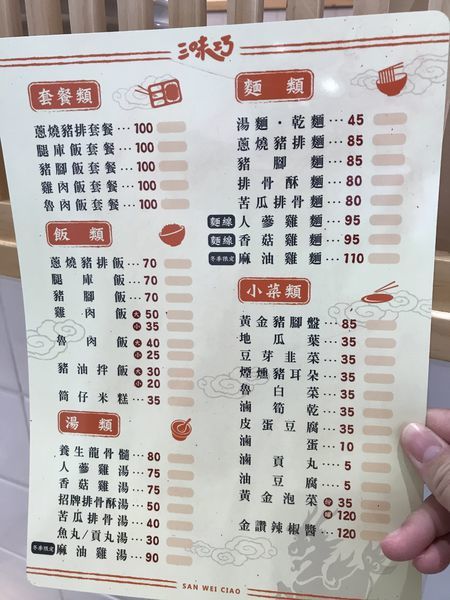 三味巧
套餐類
蔥燒豬排套餐…100
腿庫飯套餐…100
豬腳飯套餐…100
雞肉飯套餐…100
魯肉飯套餐…100
飯類
蔥燒豬排飯…70
腿庫飯…70
豬腳飯…70
雞肉飯 大 50
小 35
魯肉飯 大 40
小 25
豬油拌飯 大 30
小 20
筒仔米糕…35
湯類
養生龍骨髓…80
人蔘雞湯…75
香菇雞湯…75
招牌排骨酥湯…50
苦瓜排骨湯…40
魚丸/貢丸湯…30
冬季限定 麻油雞湯…90
麵類
湯麵・乾麵…45
蔥燒豬排麵…85
豬腳麵…85
排骨酥麵…80
苦瓜排骨麵…80
麵線 人蔘雞麵…95
麵線 香菇雞麵…95
冬季限定 麻油雞麵…110
小菜類
黃金豬腳盤…85
地瓜葉…35
豆芽韭菜…35
煙燻豬耳朵…35
魯白菜…35
滷筍乾…35
皮蛋豆腐…35
滷蛋…10
滷貢丸…5
油豆腐…5
黃金泡菜 35
120
金讚辣椒醬…120
SAN WEI CIAO